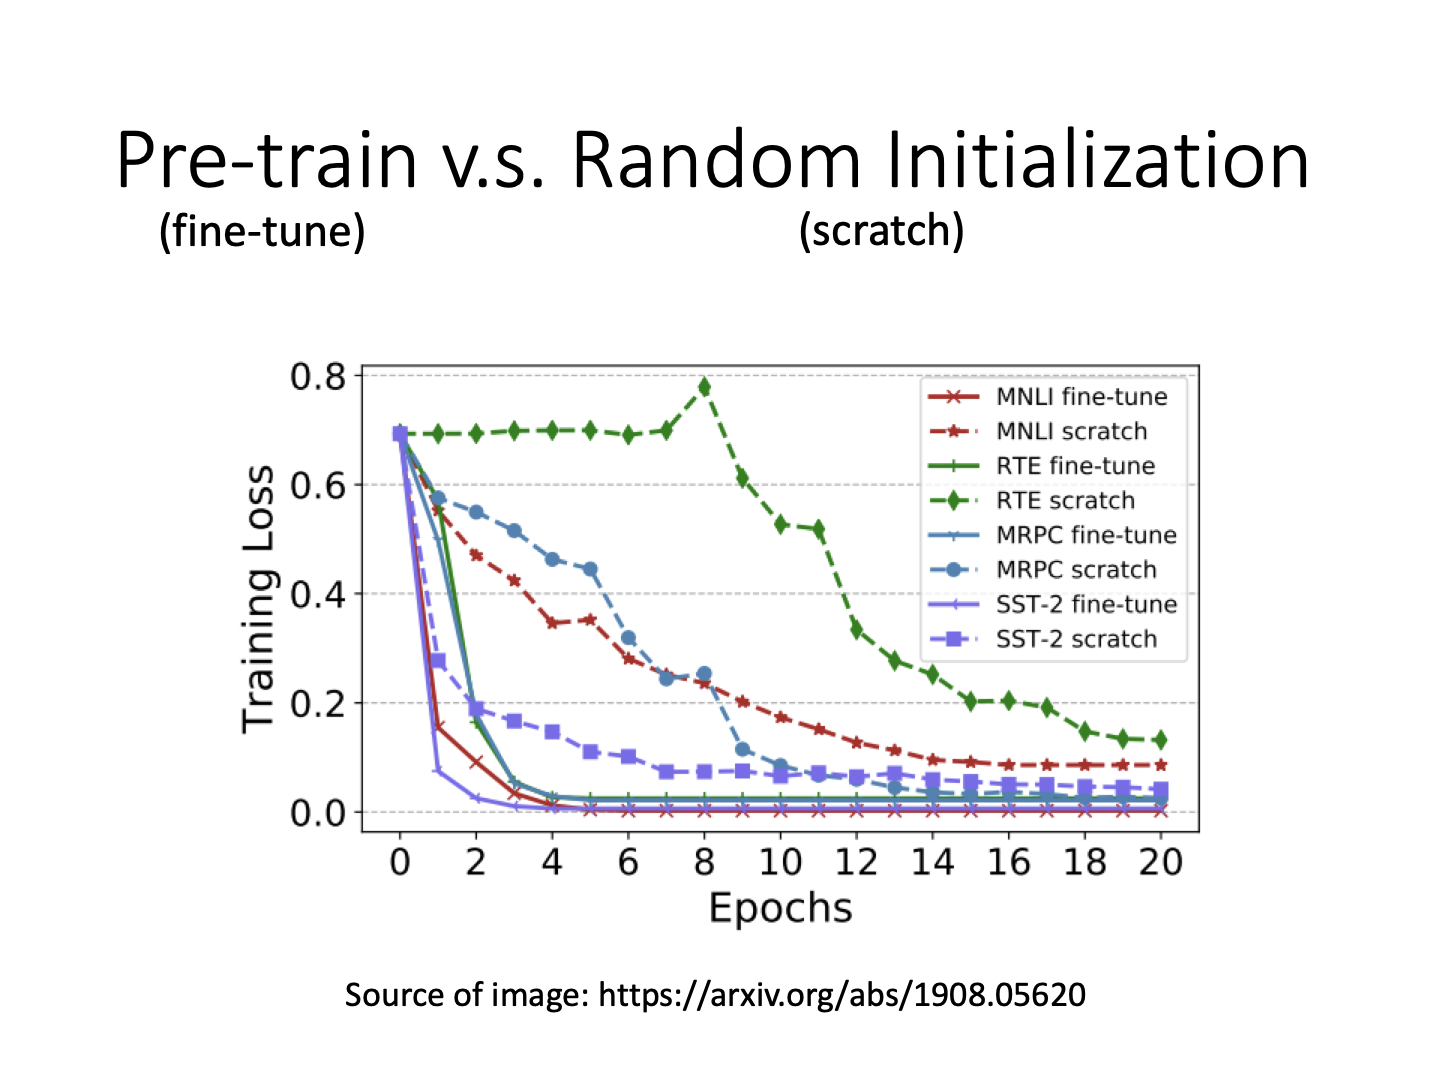 Pre-train v.s. Random Initialization
(fine-tune) (scratch)
0.8
0.6
0.4
0.2
0.0
Training Loss
MNLI fine-tune
MNLI scratch
RTE fine-tune
RTE scratch
MRPC fine-tune
MRPC scratch
SST-2 fine-tune
SST-2 scratch
0 2 4 6 8 10 12 14 16 18 20
Epochs
Source of image: https://arxiv.org/abs/1908.05620